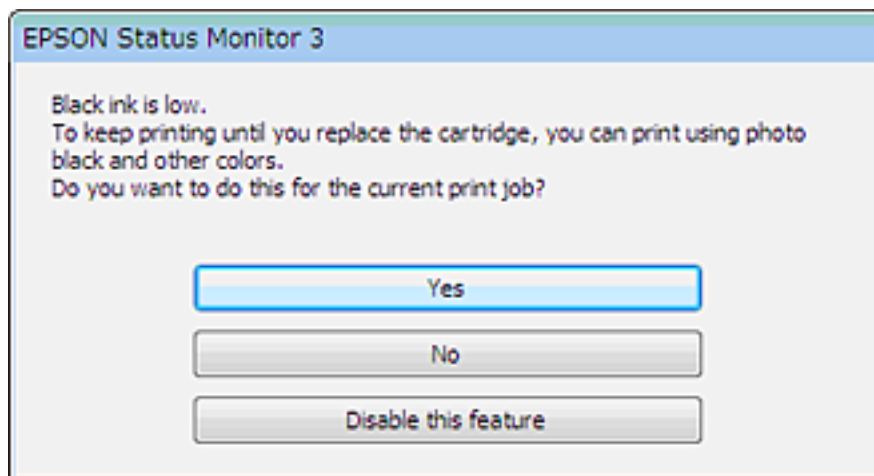 EPSON Status Monitor 3
Black ink is low.
To keep printing until you replace the cartridge, you can print using photo
black and other colors.
Do you want to do this for the current print job?
Yes
No
Disable this feature